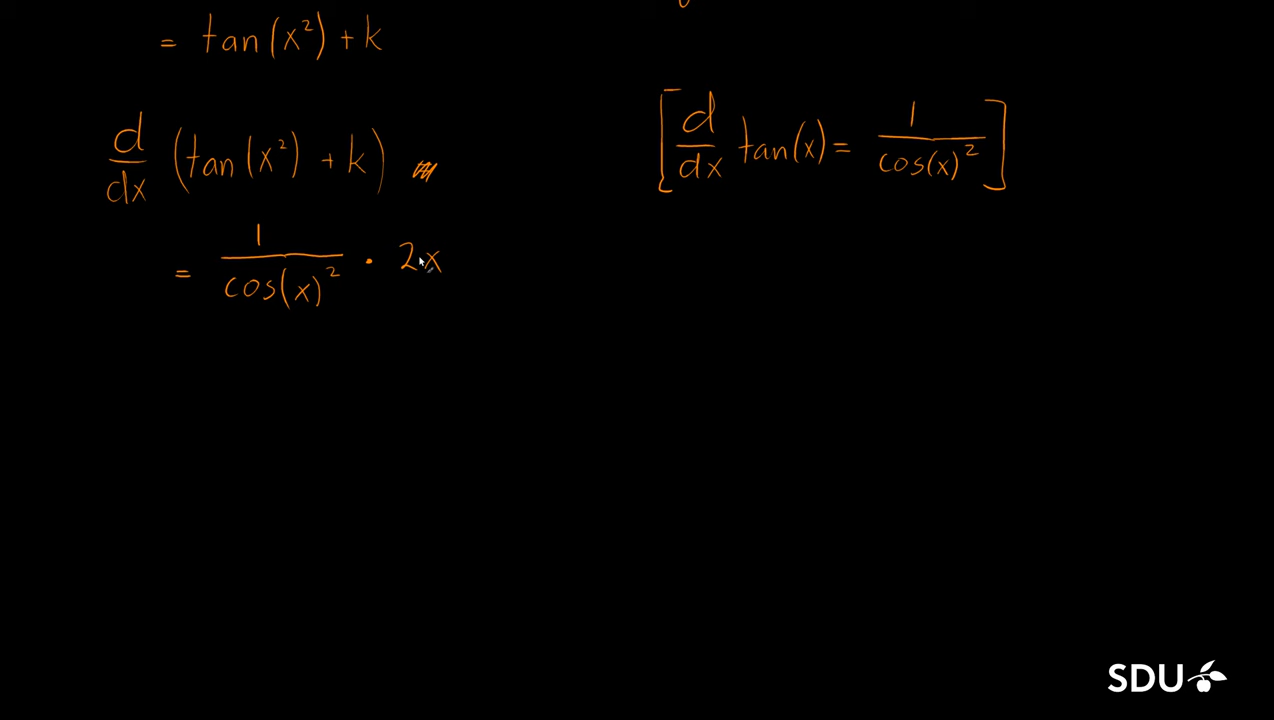 = tan(x²) + k
d/dx (tan(x²) + k)
= 1/cos(x)² · 2x
[d/dx tan(x) = 1/cos(x)²]
SDU